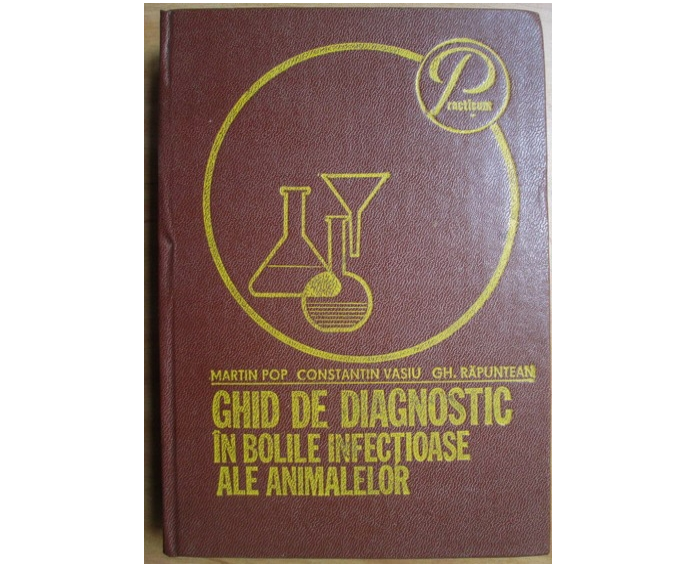 Practicum
MARTIN POP CONSTANTIN VASIU GH. RĂPUNTEAN
GHID DE DIAGNOSTIC
ÎN BOLILE INFECȚIOASE
ALE ANIMALELOR